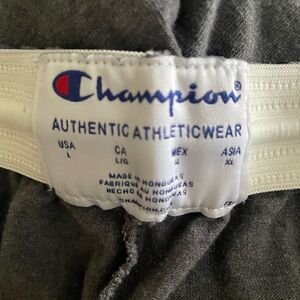 Champion®
AUTHENTIC ATHLETICWEAR
USA CA MEX ASIA
L L/G XL
MADE IN HONDURAS
FABRIQUÉ AU HONDURAS
HECHO EN HONDURAS